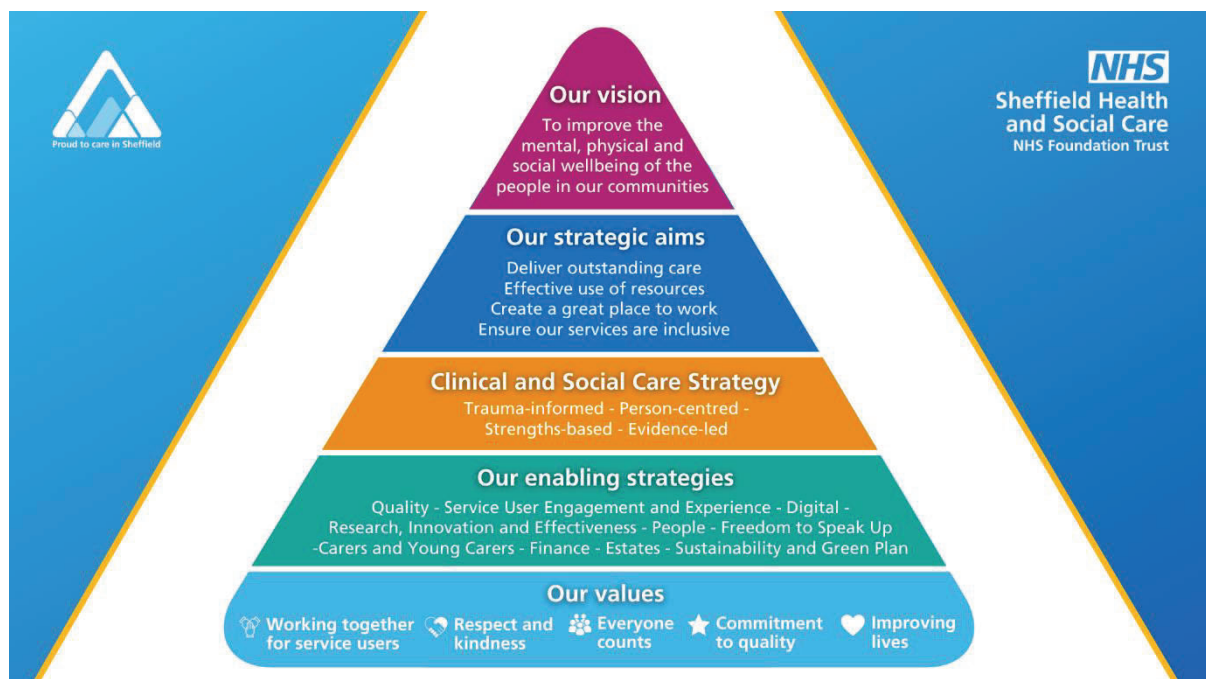 Proud to care in Sheffield
NHS
Sheffield Health
and Social Care
NHS Foundation Trust
Our vision
To improve the
mental, physical and
social wellbeing of the
people in our communities
Our strategic aims
Deliver outstanding care
Effective use of resources
Create a great place to work
Ensure our services are inclusive
Clinical and Social Care Strategy
Trauma-informed - Person-centred -
Strengths-based - Evidence-led
Our enabling strategies
Quality - Service User Engagement and Experience - Digital -
Research, Innovation and Effectiveness - People - Freedom to Speak Up
-Carers and Young Carers - Finance - Estates - Sustainability and Green Plan
Our values
Working together
for service users
Respect and
kindness
Everyone
counts
Commitment
to quality
Improving
lives